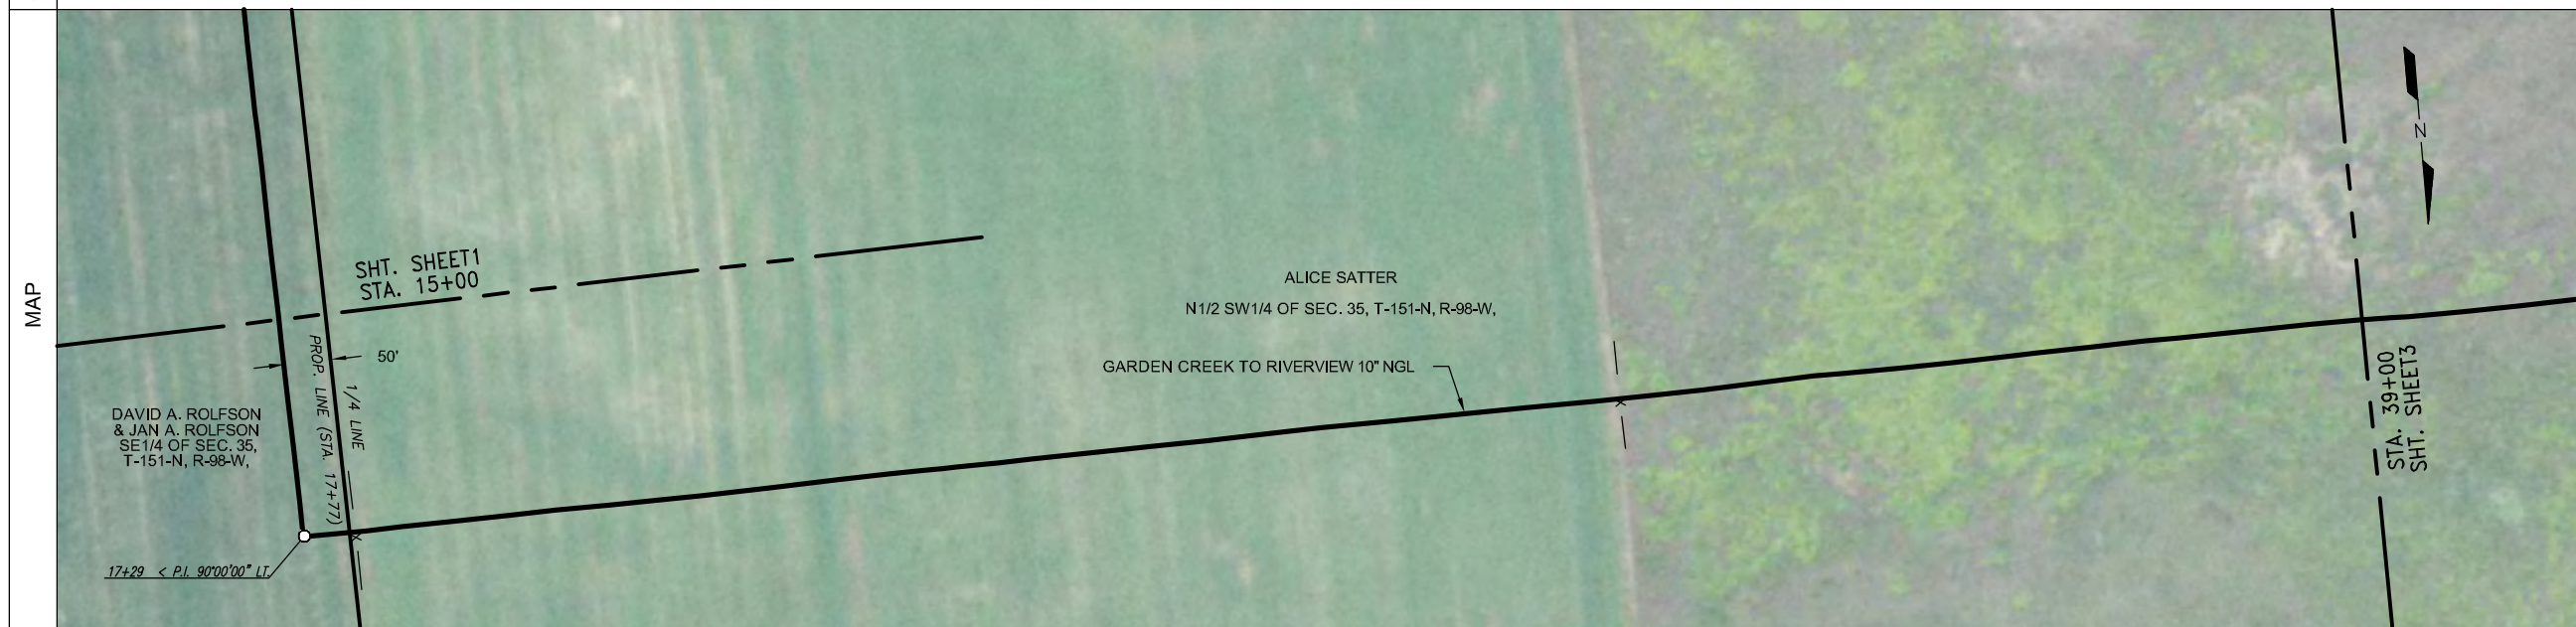 MAP
SHT. SHEET1
STA. 15+00
ALICE SATTER
N1/2 SW1/4 OF SEC. 35, T-151-N, R-98-W,
GARDEN CREEK TO RIVERVIEW 10" NGL
50'
PROP. LINE (STA. 17+77)
1/4 LINE
DAVID A. ROLFSON
& JAN A. ROLFSON
SE1/4 OF SEC. 35,
T-151-N, R-98-W,
17+29 < P.I. 90°00'00" LT.
N
STA. 39+00
SHT. SHEET3